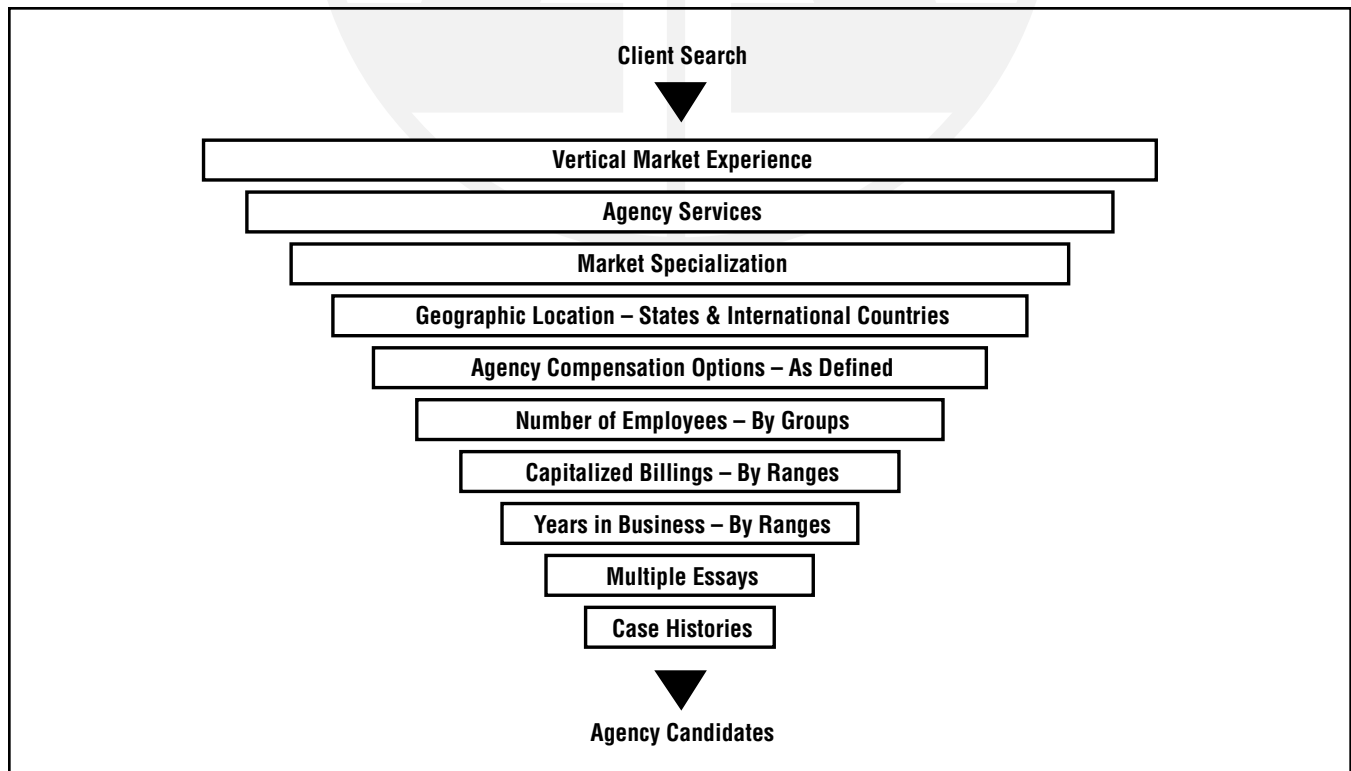 Client Search
Vertical Market Experience
Agency Services
Market Specialization
Geographic Location – States & International Countries
Agency Compensation Options – As Defined
Number of Employees – By Groups
Capitalized Billings – By Ranges
Years in Business – By Ranges
Multiple Essays
Case Histories
Agency Candidates